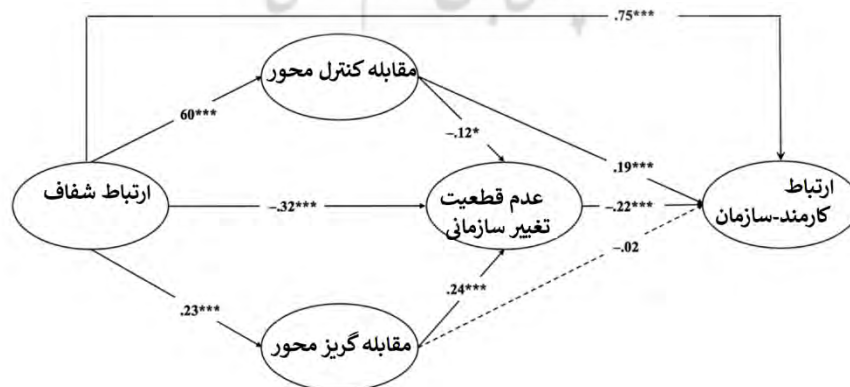 .75***
مقابله کنترل محور
60***
–.12*
.19***
ارتباط شفاف
–.32***
عدم قطعیت
تغییر سازمانی
–.22***
ارتباط
کارمند-سازمان
–.02
.23***
.24***
مقابله گریز محور